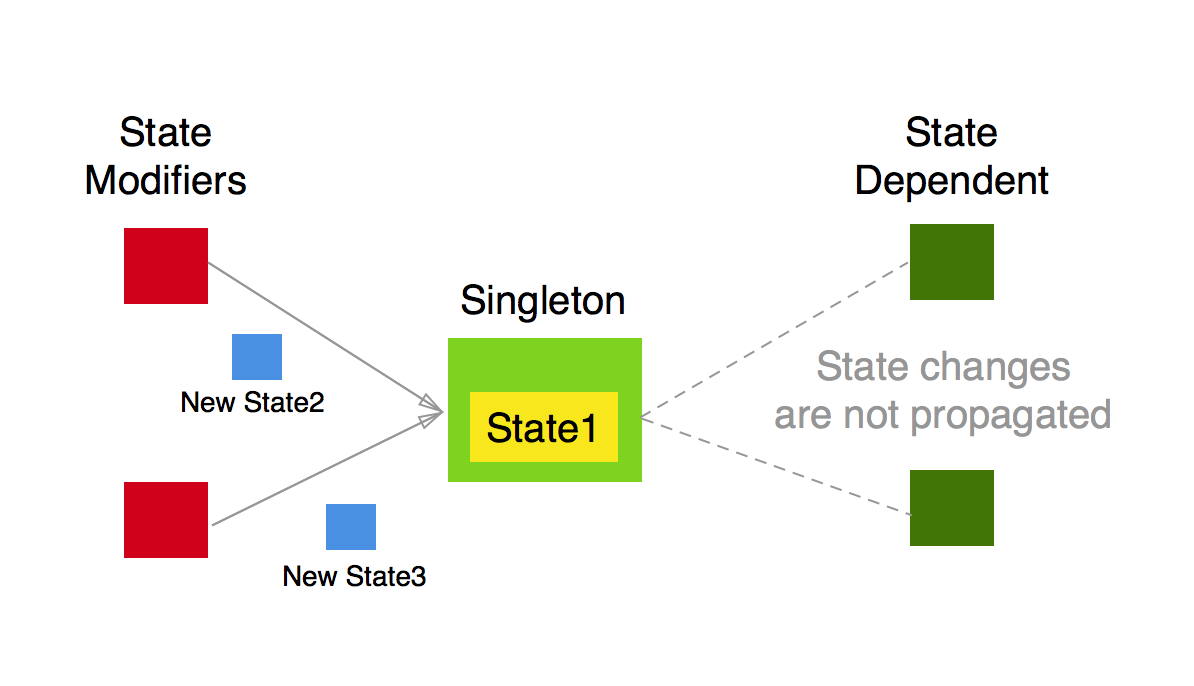 State
Modifiers
State
Dependent
Singleton
State1
New State2
New State3
State changes
are not propagated